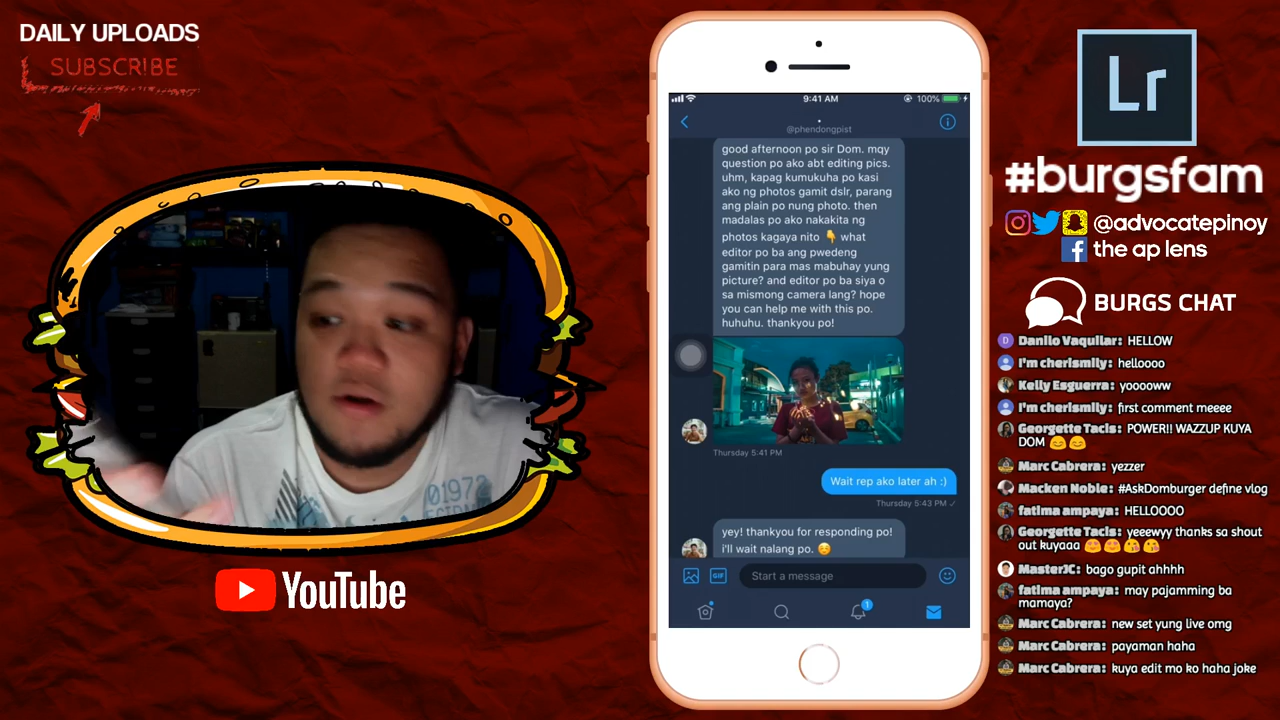 DAILY UPLOADS
SUBSCRIBE
01972
YouTube
9:41 AM
100%
@phendongpist
good afternoon po sir Dom. mqy
question po ako abt editing pics.
uhm, kapag kumukuha po kasi
ako ng photos gamit dslr, parang
ang plain po nung photo. then
madalas po ako nakakita ng
photos kagaya nito 👇 what
editor po ba ang pwedeng
gamitin para mas mabuhay yung
picture? and editor po ba siya o
sa mismong camera lang? hope
you can help me with this po.
huhuhu. thankyou po!
Thursday 5:41 PM
Wait rep ako later ah :)
Thursday 5:43 PM ✓
yey! thankyou for responding po!
i'll wait nalang po. ☺️
GIF
Start a message
1
Lr
#burgsfam
@advocatepinoy
the ap lens
BURGS CHAT
D Danilo Vaquilar: HELLOW
I'm cherismily: helloooo
Kelly Esguerra: yooooww
I'm cherismily: first comment meeee
Georgette Tacis: POWER!! WAZZUP KUYA
DOM 😊 😊
Marc Cabrera: yezzer
Macken Noble: #AskDomburger define vlog
fatima ampaya: HELLOOOO
Georgette Tacis: yeeewyy thanks sa shout
out kuyaaa 😍 😍 😘 😘
MasterJC: bago gupit ahhhh
fatima ampaya: may pajamming ba
mamaya?
Marc Cabrera: new set yung live omg
Marc Cabrera: payaman haha
Marc Cabrera: kuya edit mo ko haha joke